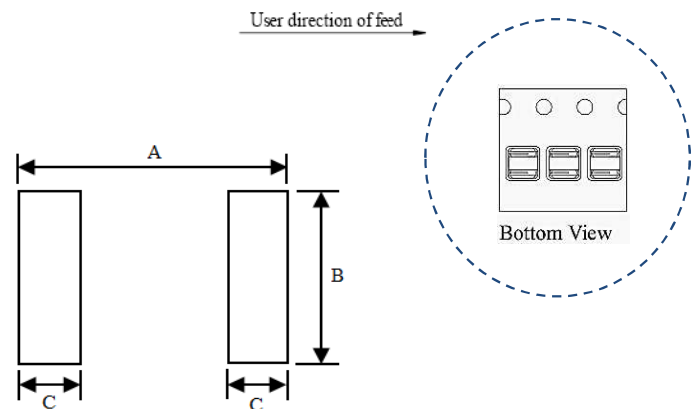 User direction of feed
A
B
Bottom View
C
C